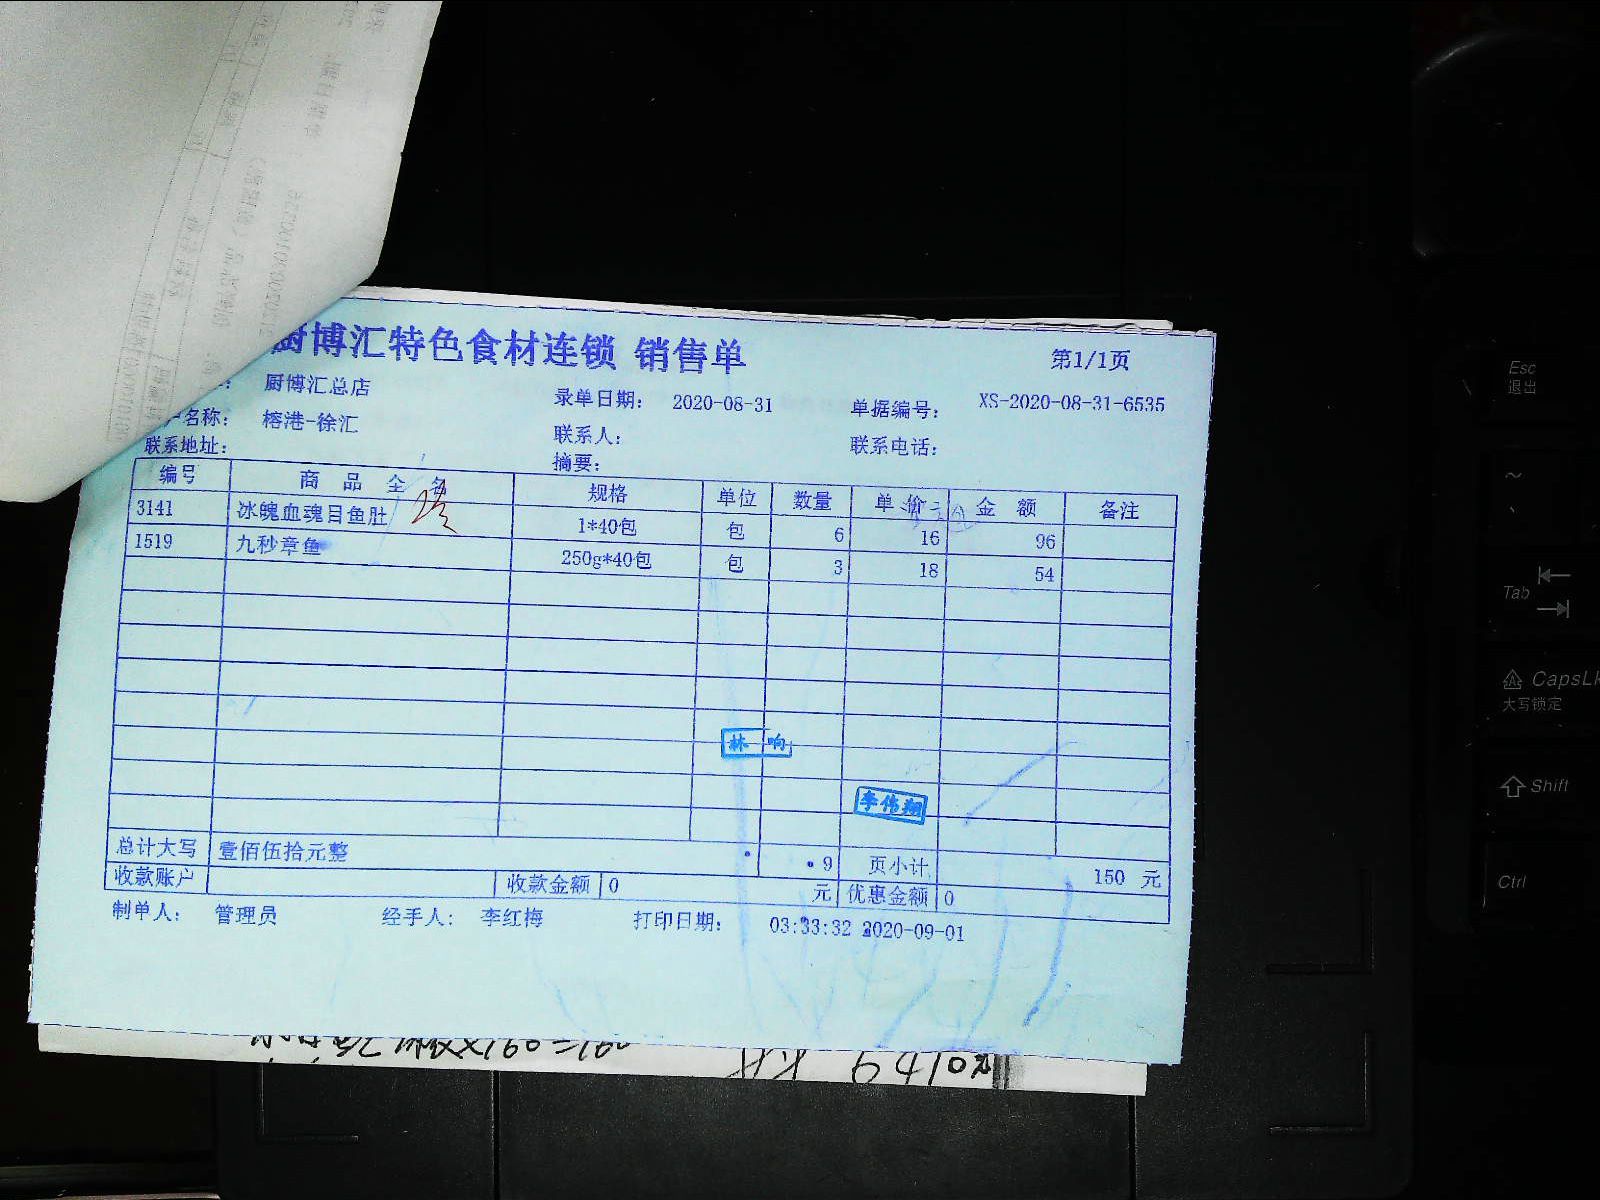 厨博汇特色食材连锁 销售单
第1/1页
厨博汇总店 录单日期: 2020-08-31 单据编号: XS-2020-08-31-6535
户名称: 榕港-徐汇 联系人: 联系电话:
联系地址: 摘要:
编号 商品全名 规格 单位 数量 单价 金额 备注
3141 冰魄血魂目鱼肚 1*40包 包 6 16 96
1519 九秒章鱼 250g*40包 包 3 18 54
林响
李伟翔
总计大写 壹佰伍拾元整 9 页小计 150 元
收款账户 收款金额 0 元 优惠金额 0
制单人: 管理员 经手人: 李红梅 打印日期: 03:33:32 2020-09-01
Esc
退出
~
Tab
CapsLk
大写锁定
Shift
Ctrl